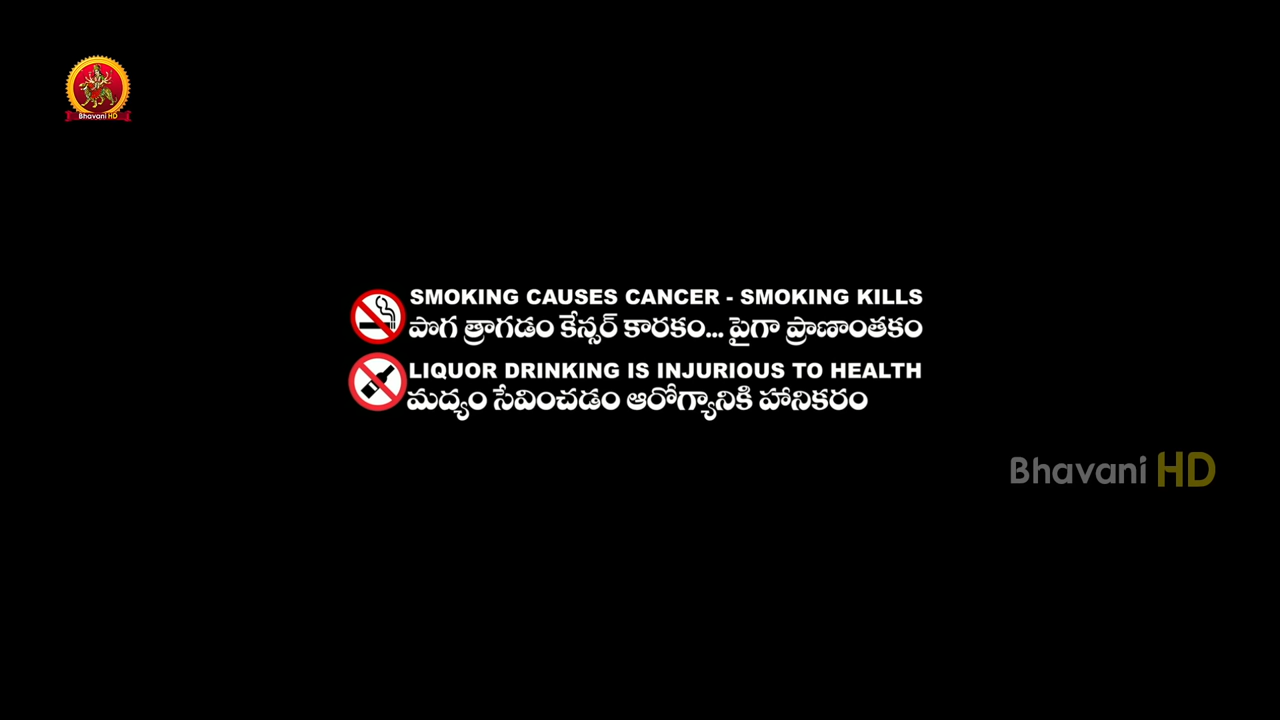 Bhavani HD
SMOKING CAUSES CANCER - SMOKING KILLS
పొగ త్రాగడం కేన్సర్ కారకం... పైగా ప్రాణాంతకం
LIQUOR DRINKING IS INJURIOUS TO HEALTH
మద్యం సేవించడం ఆరోగ్యానికి హానికరం
Bhavani HD